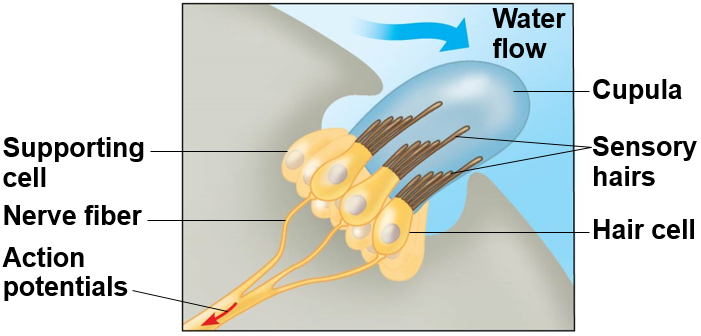 Water
flow
Cupula
Supporting
cell
Sensory
hairs
Nerve fiber
Hair cell
Action
potentials